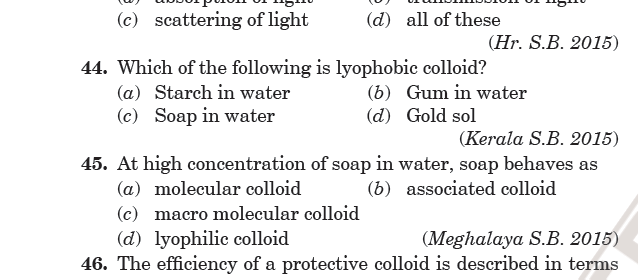 (a) absorption of light (b) transmission of light
(c) scattering of light (d) all of these
(Hr. S.B. 2015)
44. Which of the following is lyophobic colloid?
(a) Starch in water (b) Gum in water
(c) Soap in water (d) Gold sol
(Kerala S.B. 2015)
45. At high concentration of soap in water, soap behaves as
(a) molecular colloid (b) associated colloid
(c) macro molecular colloid
(d) lyophilic colloid (Meghalaya S.B. 2015)
46. The efficiency of a protective colloid is described in terms